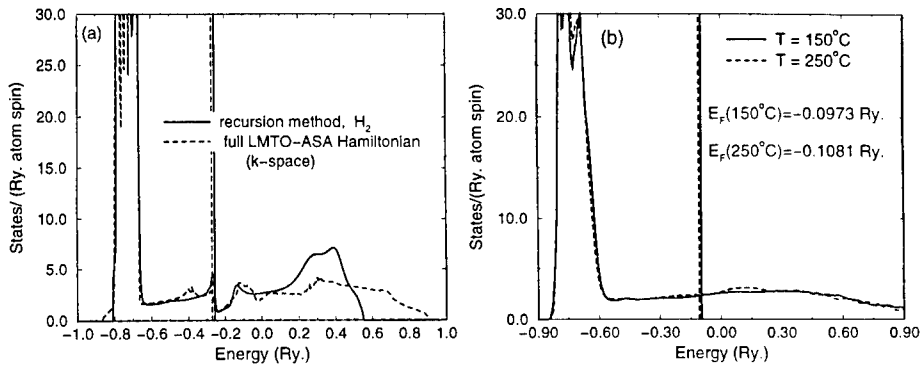 (a)
30.0
25.0
20.0
15.0
10.0
5.0
0.0
States/ (Ry. atom spin)
recursion method, H2
full LMTO-ASA Hamiltonian
(k-space)
-1.0 -0.8 -0.6 -0.4 -0.2 0.0 0.2 0.4 0.6 0.8 1.0
Energy (Ry.)
(b)
30.0
20.0
10.0
0.0
States/(Ry. atom spin)
T = 150°C
T = 250°C
EF(150°C)=-0.0973 Ry.
EF(250°C)=-0.1081 Ry.
-0.90 -0.60 -0.30 -0.00 0.30 0.60 0.90
Energy (Ry.)